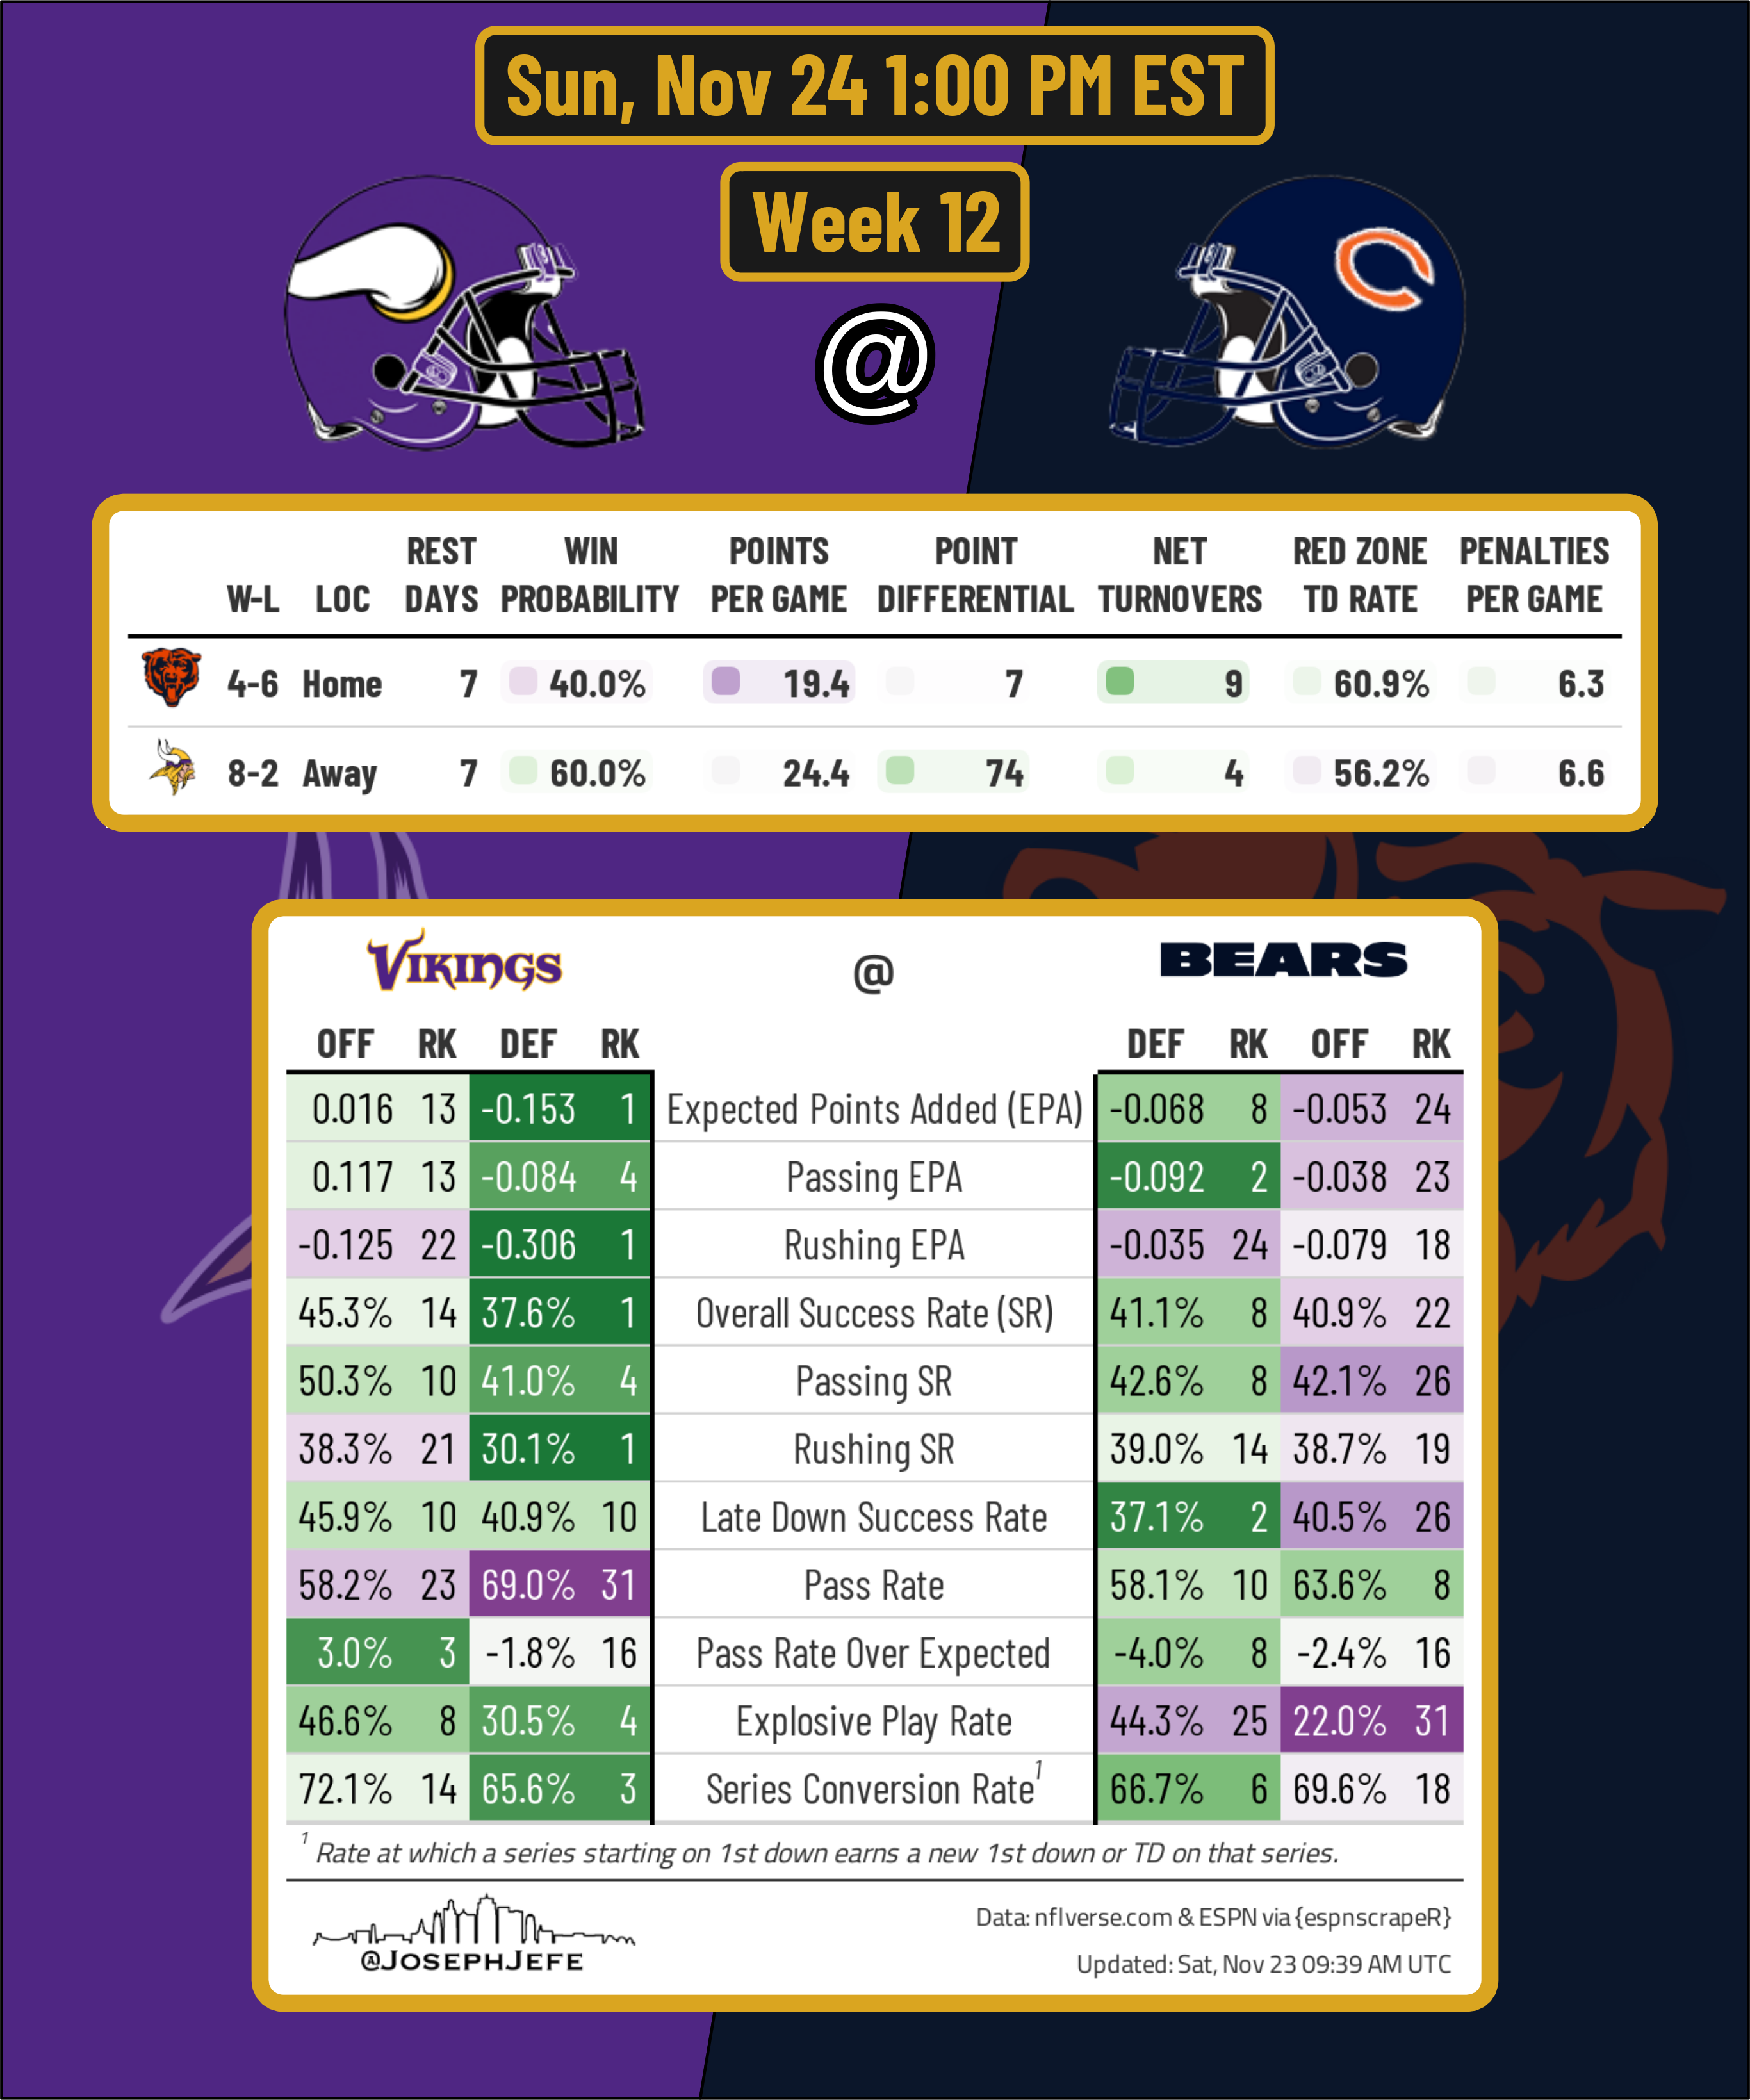 Sun, Nov 24 1:00 PM EST
Week 12
@
W-L LOC REST DAYS WIN PROBABILITY POINTS PER GAME POINT DIFFERENTIAL NET TURNOVERS RED ZONE TD RATE PENALTIES PER GAME
4-6 Home 7 40.0% 19.4 7 9 60.9% 6.3
8-2 Away 7 60.0% 24.4 74 4 56.2% 6.6
VIKINGS @ BEARS
OFF RK DEF RK DEF RK OFF RK
0.016 13 -0.153 1 Expected Points Added (EPA) -0.068 8 -0.053 24
0.117 13 -0.084 4 Passing EPA -0.092 2 -0.038 23
-0.125 22 -0.306 1 Rushing EPA -0.035 24 -0.079 18
45.3% 14 37.6% 1 Overall Success Rate (SR) 41.1% 8 40.9% 22
50.3% 10 41.0% 4 Passing SR 42.6% 8 42.1% 26
38.3% 21 30.1% 1 Rushing SR 39.0% 14 38.7% 19
45.9% 10 40.9% 10 Late Down Success Rate 37.1% 2 40.5% 26
58.2% 23 69.0% 31 Pass Rate 58.1% 10 63.6% 8
3.0% 3 -1.8% 16 Pass Rate Over Expected -4.0% 8 -2.4% 16
46.6% 8 30.5% 4 Explosive Play Rate 44.3% 25 22.0% 31
72.1% 14 65.6% 3 Series Conversion Rate¹ 66.7% 6 69.6% 18
¹ Rate at which a series starting on 1st down earns a new 1st down or TD on that series.
@JOSEPHJEFE
Data: nflverse.com & ESPN via {espnscrapeR}
Updated: Sat, Nov 23 09:39 AM UTC